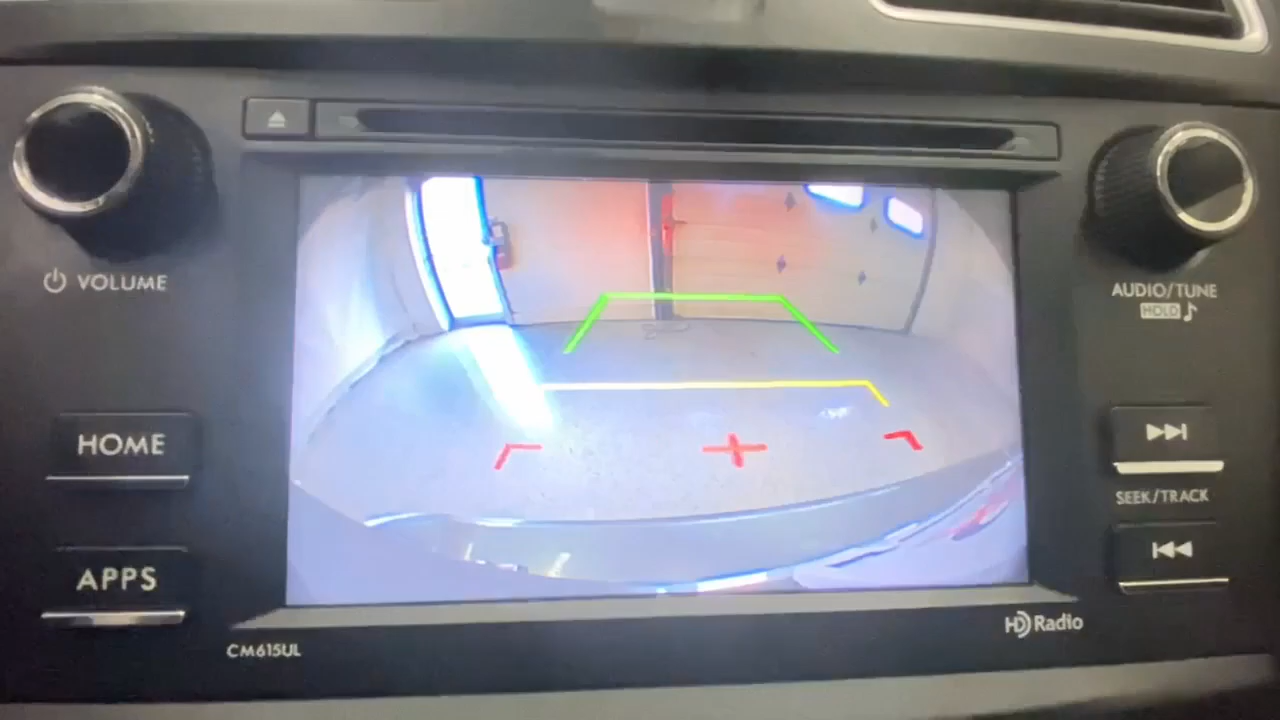 VOLUME
AUDIO/TUNE
HOLD
HOME
SEEK/TRACK
APPS
HD Radio
CM615UL